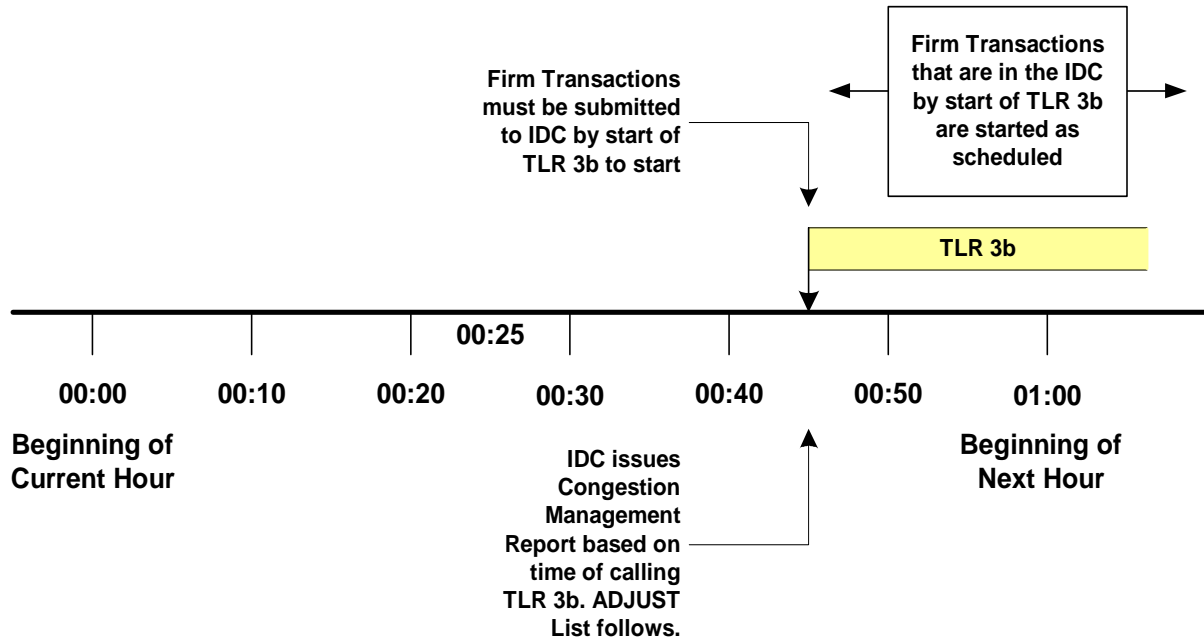 Firm Transactions
must be submitted
to IDC by start of
TLR 3b to start
Firm Transactions
that are in the IDC
by start of TLR 3b
are started as
scheduled
TLR 3b
00:25
00:00
00:10
00:20
00:30
00:40
00:50
01:00
Beginning of
Current Hour
IDC issues
Congestion
Management
Report based on
time of calling
TLR 3b. ADJUST
List follows.
Beginning of
Next Hour